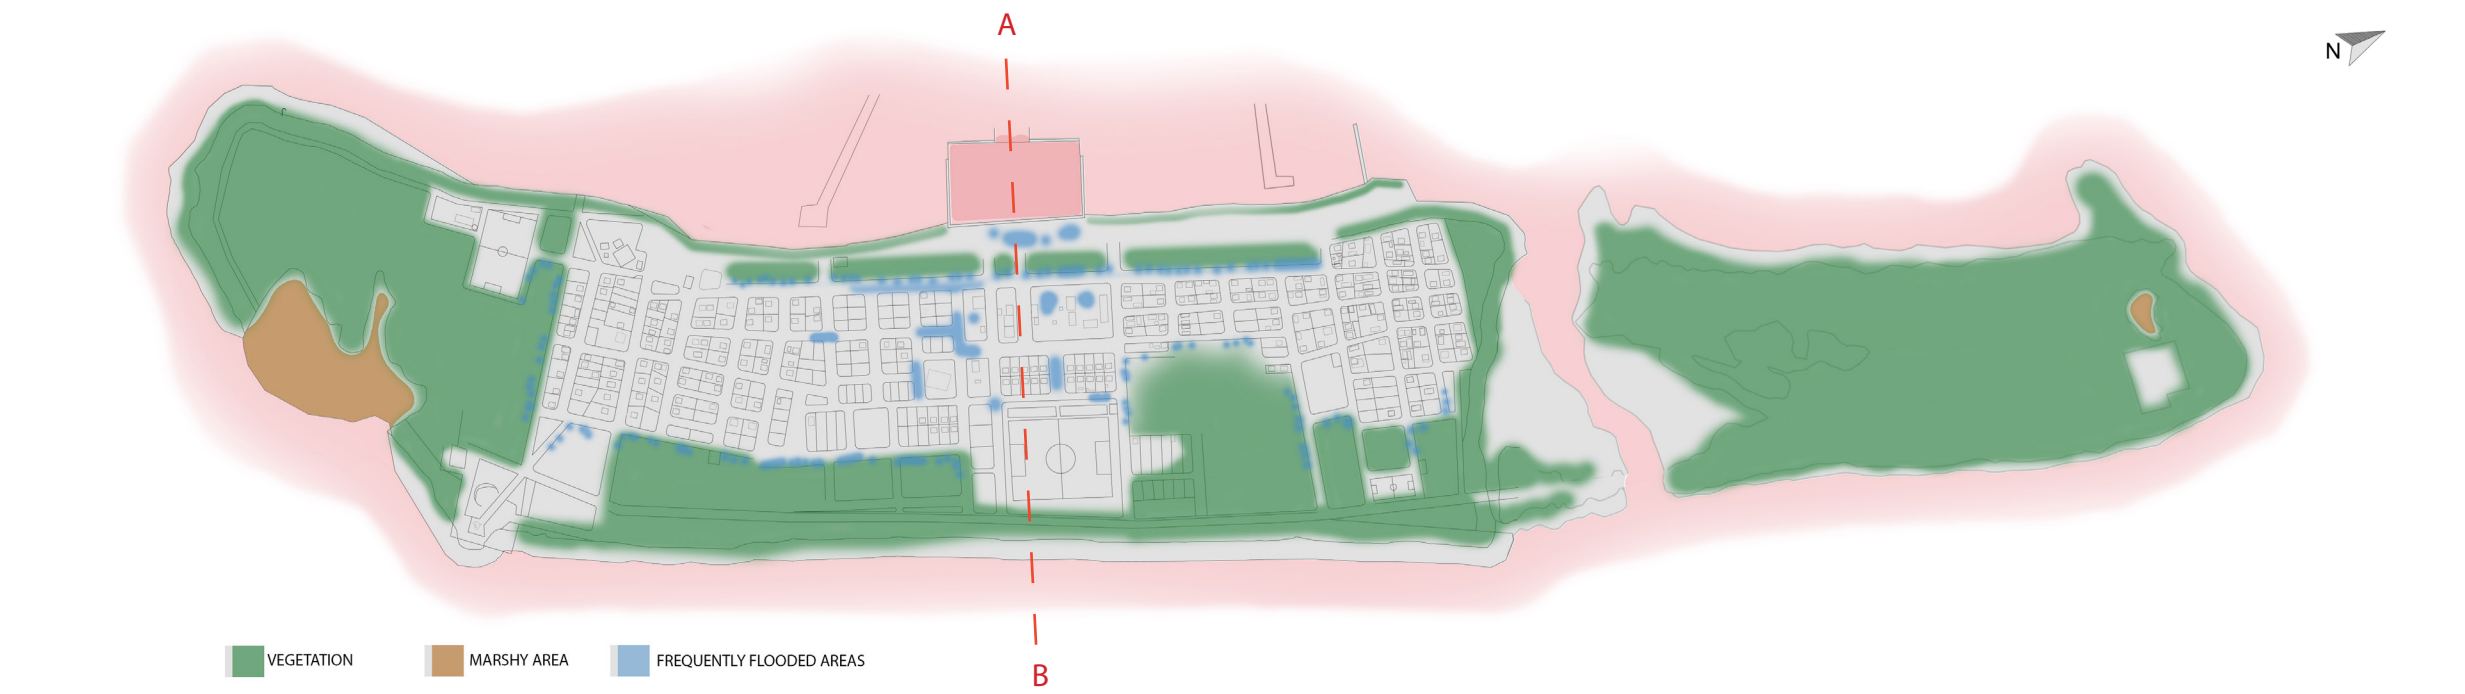 A
N
B
VEGETATION
MARSHY AREA
FREQUENTLY FLOODED AREAS